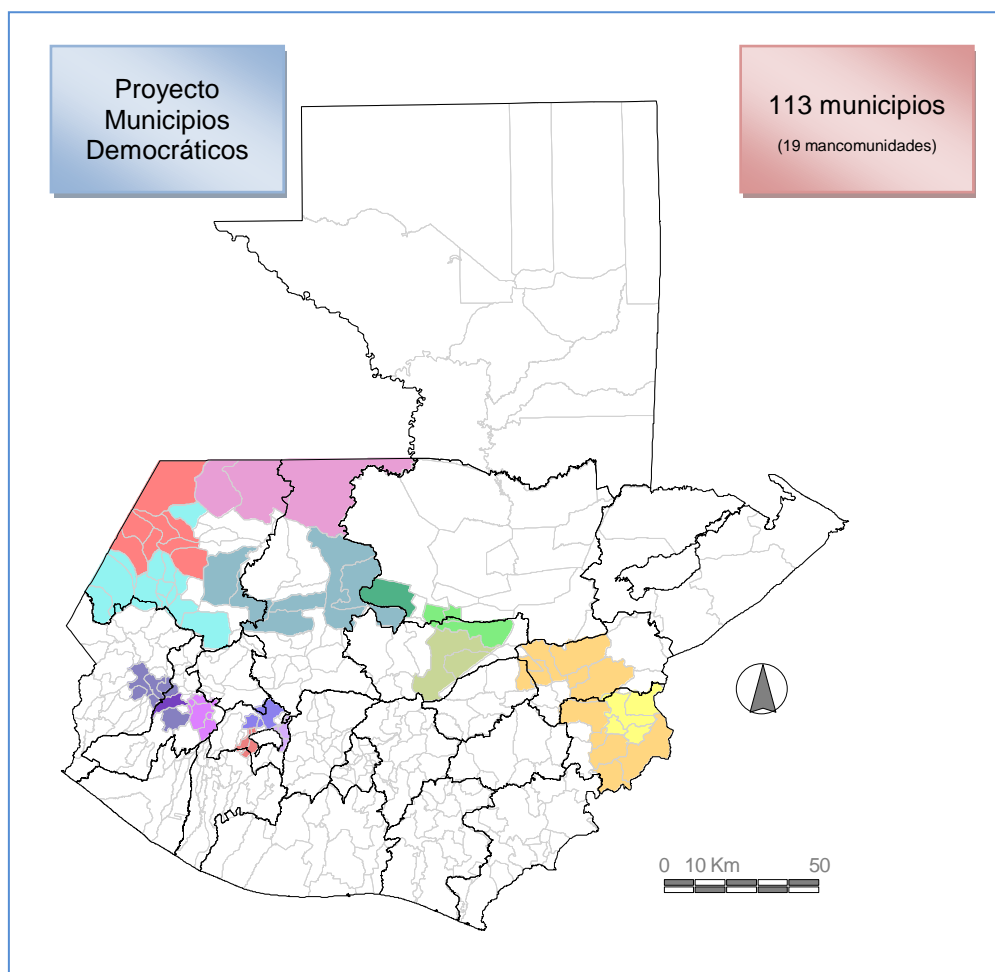 Proyecto
Municipios
Democráticos
113 municipios
(19 mancomunidades)
0 10 Km 50